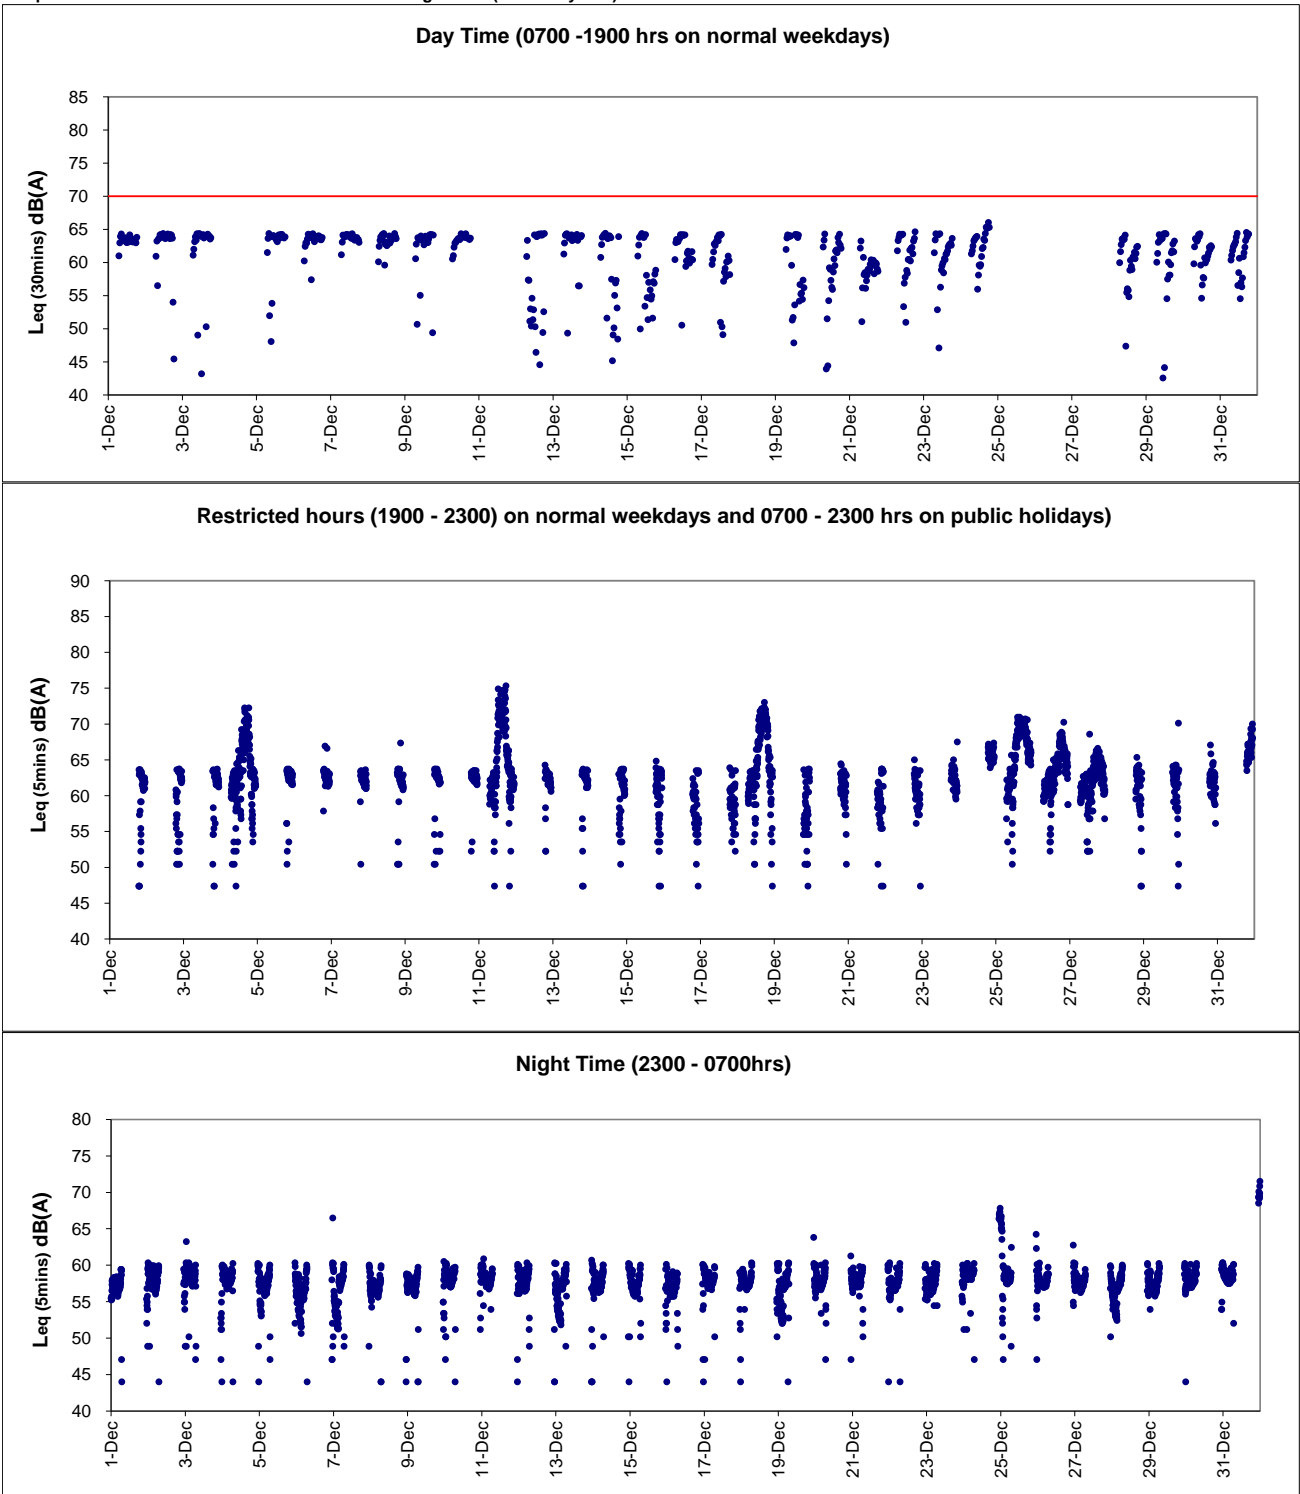 Day Time (0700 -1900 hrs on normal weekdays)
Leq (30mins) dB(A)
85
80
75
70
65
60
55
50
45
40
1-Dec
3-Dec
5-Dec
7-Dec
9-Dec
11-Dec
13-Dec
15-Dec
17-Dec
19-Dec
21-Dec
23-Dec
25-Dec
27-Dec
29-Dec
31-Dec
Restricted hours (1900 - 2300) on normal weekdays and 0700 - 2300 hrs on public holidays)
Leq (5mins) dB(A)
90
85
80
75
70
65
60
55
50
45
40
1-Dec
3-Dec
5-Dec
7-Dec
9-Dec
11-Dec
13-Dec
15-Dec
17-Dec
19-Dec
21-Dec
23-Dec
25-Dec
27-Dec
29-Dec
31-Dec
Night Time (2300 - 0700hrs)
Leq (5mins) dB(A)
80
75
70
65
60
55
50
45
40
1-Dec
3-Dec
5-Dec
7-Dec
9-Dec
11-Dec
13-Dec
15-Dec
17-Dec
19-Dec
21-Dec
23-Dec
25-Dec
27-Dec
29-Dec
31-Dec